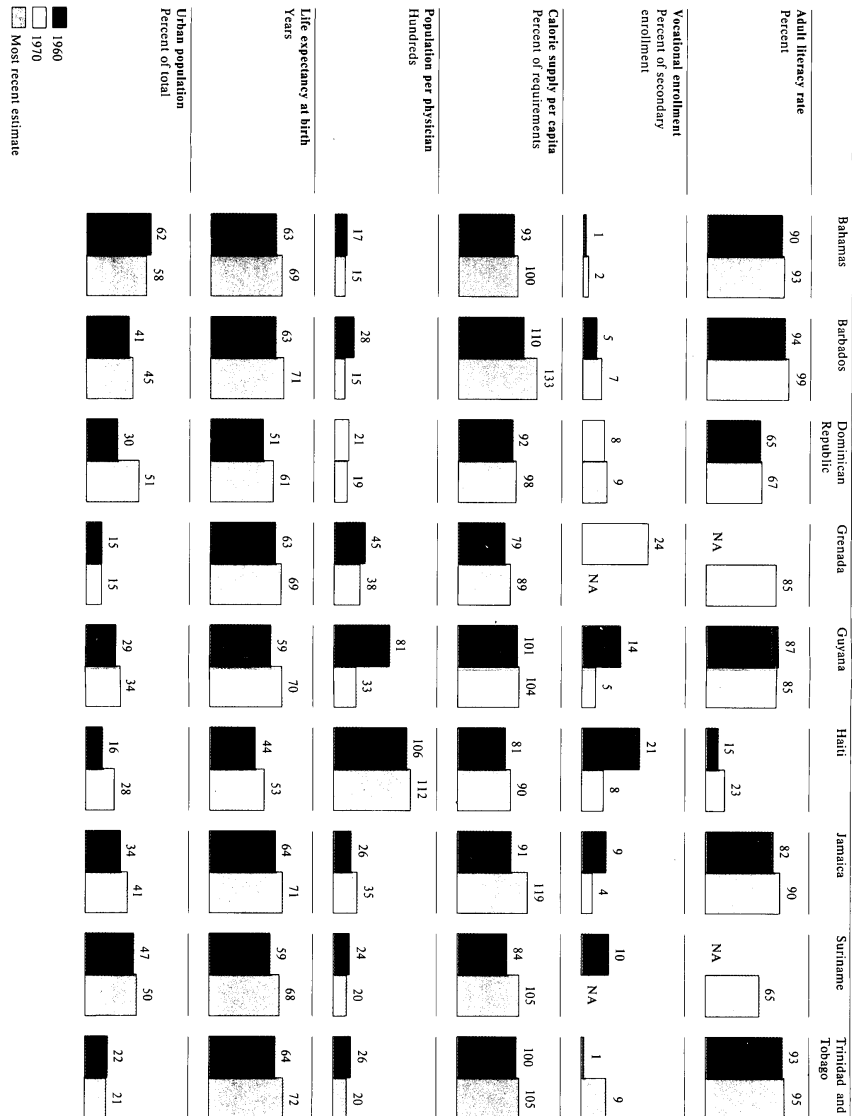 Bahamas Barbados Dominican Republic Grenada Guyana Haiti Jamaica Suriname Trinidad and Tobago
Adult literacy rate
Percent
90 93 94 99 65 67 NA 85 87 85 15 23 82 90 NA 65 93 95
Vocational enrollment
Percent of secondary
enrollment
1 2 5 7 8 9 24 NA 14 5 21 8 9 4 10 NA 1 9
Calorie supply per capita
Percent of requirements
93 100 110 133 92 98 79 89 101 104 81 90 91 119 84 105 100 105
Population per physician
Hundreds
17 15 28 15 21 19 45 38 81 33 106 112 26 35 24 20 26 20
Life expectancy at birth
Years
63 69 63 71 51 61 63 69 59 70 44 53 64 71 59 68 64 72
Urban population
Percent of total
62 58 41 45 30 51 15 15 29 34 16 28 34 41 47 50 22 21
1960
1970
Most recent estimate